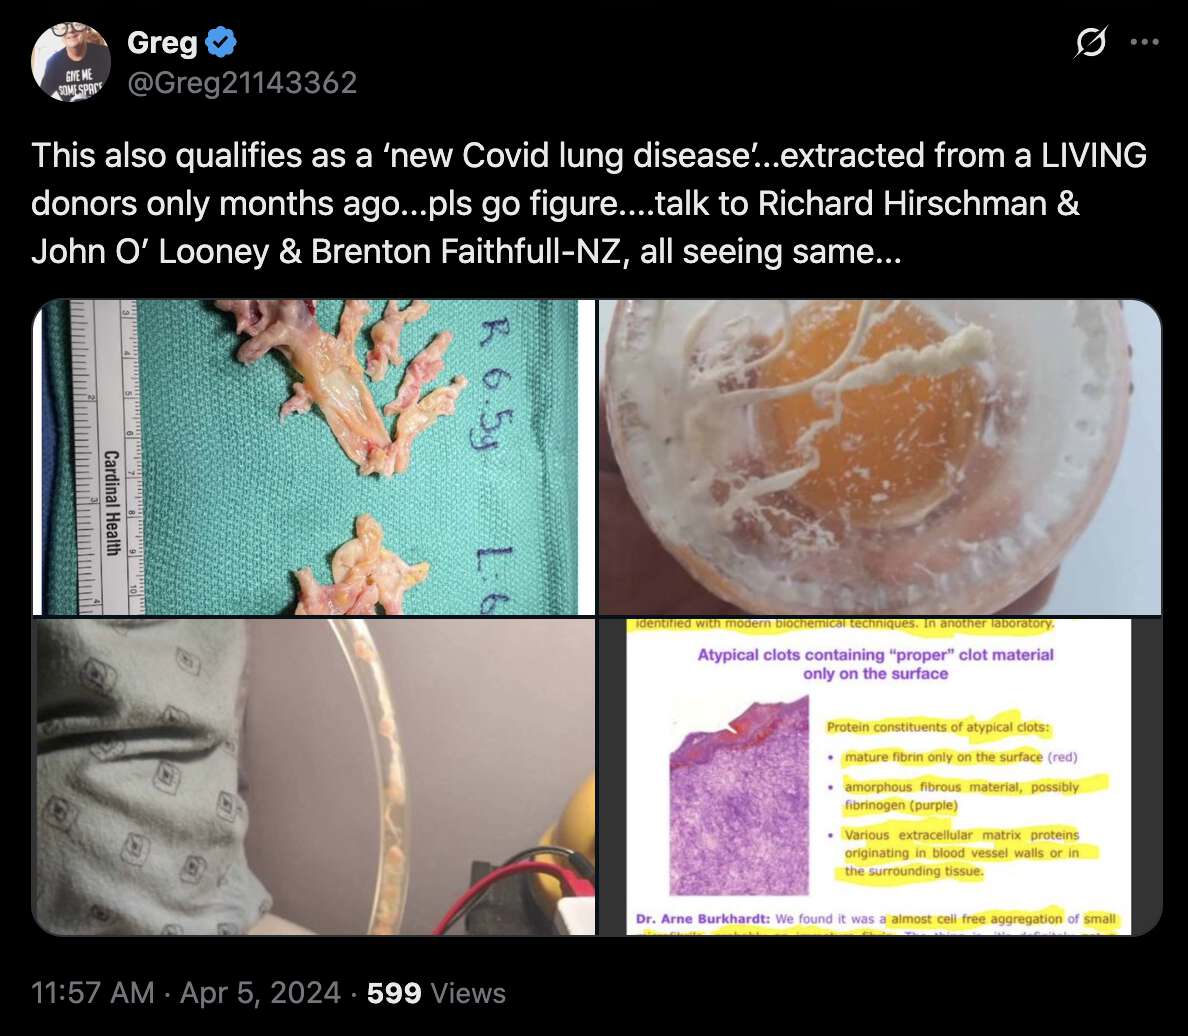 Greg
@Greg21143362
GIVE ME
SOME SPACE
This also qualifies as a ‘new Covid lung disease’...extracted from a LIVING
donors only months ago...pls go figure....talk to Richard Hirschman &
John O’ Looney & Brenton Faithfull-NZ, all seeing same...
Cardinal Health
R 6.5g
L: 6
identified with modern biochemical techniques. In another laboratory.
Atypical clots containing “proper” clot material
only on the surface
Protein constituents of atypical clots:
• mature fibrin only on the surface (red)
• amorphous fibrous material, possibly
fibrinogen (purple)
• Various extracellular matrix proteins
originating in blood vessel walls or in
the surrounding tissue.
Dr. Arne Burkhardt: We found it was a almost cell free aggregation of small
11:57 AM · Apr 5, 2024 · 599 Views